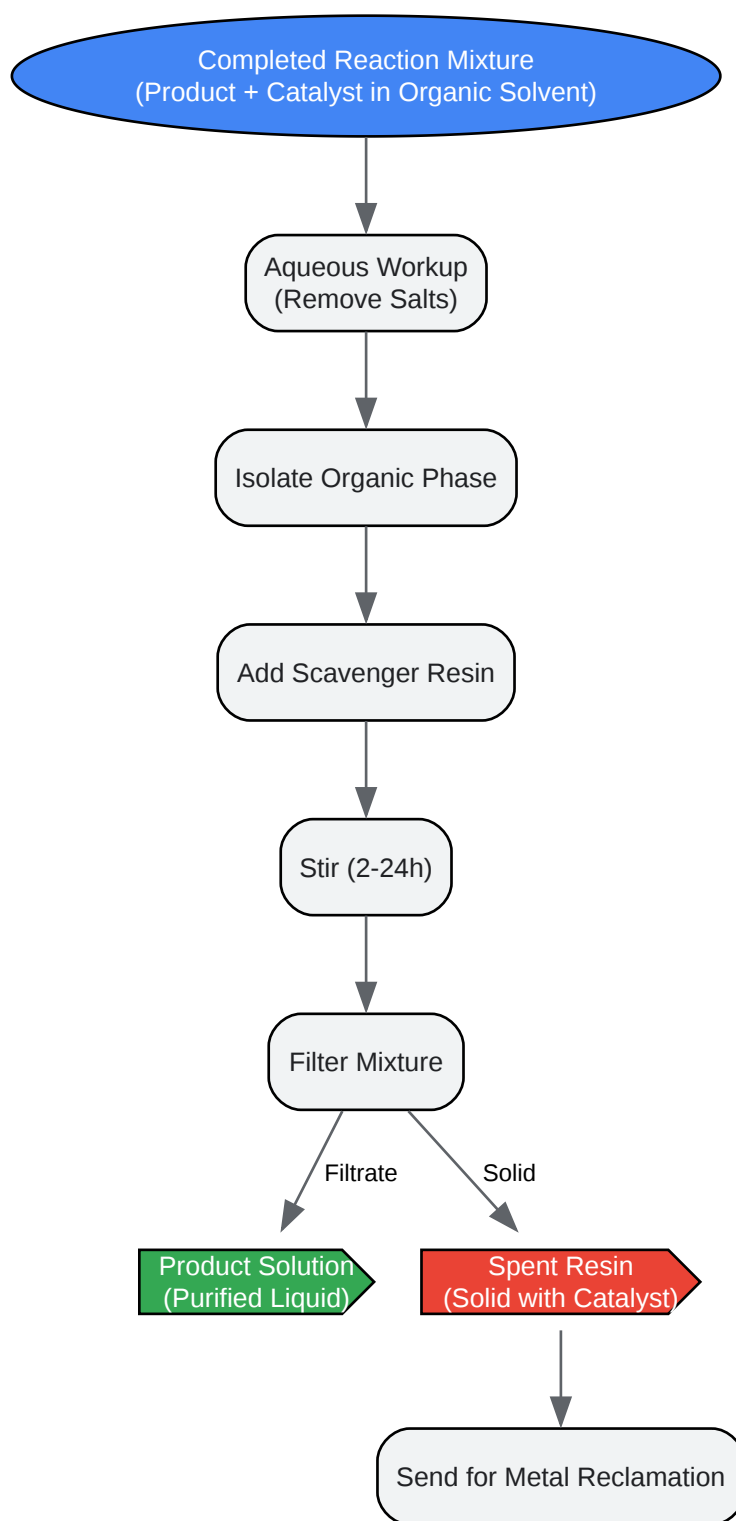 Completed Reaction Mixture
(Product + Catalyst in Organic Solvent)
Aqueous Workup
(Remove Salts)
Isolate Organic Phase
Add Scavenger Resin
Stir (2-24h)
Filter Mixture
Filtrate
Solid
Product Solution
(Purified Liquid)
Spent Resin
(Solid with Catalyst)
Send for Metal Reclamation